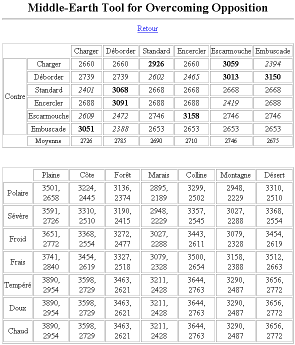 Middle-Earth Tool for Overcoming Opposition
Retour
Charger Déborder Standard Encercler Escarmouche Embuscade
Contre
Charger 2660 2660 2926 2660 3059 2394
Déborder 2739 2739 2602 2465 3013 3150
Standard 2401 3068 2668 2668 2668 2668
Encercler 2688 3091 2688 2688 2419 2688
Escarmouche 2609 2472 2746 3158 2746 2746
Embuscade 3051 2388 2653 2653 2653 2653
Moyenne 2726 2785 2690 2710 2746 2675
Plaine Côte Forêt Marais Colline Montagne Désert
Polaire 3501, 2658 3224, 2445 3136, 2374 2895, 2189 3299, 2502 2948, 2229 3310, 2510
Sévère 3591, 2726 3310, 2510 3190, 2415 2948, 2229 3357, 2545 3027, 2288 3368, 2554
Froid 3651, 2772 3368, 2554 3272, 2477 3027, 2288 3443, 2611 3079, 2328 3454, 2619
Frais 3741, 2840 3454, 2619 3327, 2518 3079, 2328 3500, 2654 3158, 2388 3512, 2663
Tempéré 3890, 2954 3598, 2729 3463, 2621 3211, 2428 3644, 2763 3290, 2487 3656, 2772
Doux 3890, 2954 3598, 2729 3463, 2621 3211, 2428 3644, 2763 3290, 2487 3656, 2772
Chaud 3890, 2954 3598, 2729 3463, 2621 3211, 2428 3644, 2763 3290, 2487 3656, 2772